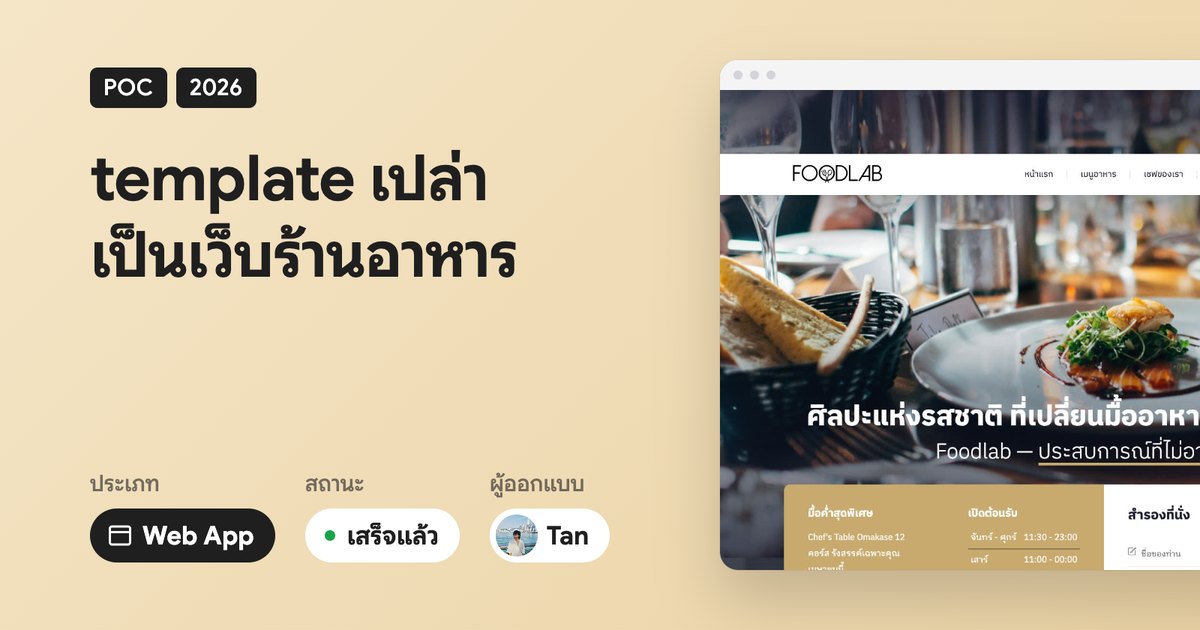 POC 2026
template เปล่า
เป็นเว็บร้านอาหาร
ประเภท
Web App
สถานะ
เสร็จแล้ว
ผู้ออกแบบ
Tan
FOODLAB
หน้าแรก
เมนูอาหาร
เชฟของเรา
ศิลปะแห่งรสชาติ ที่เปลี่ยนมื้ออาหา
Foodlab — ประสบการณ์ที่ไม่อา
มื้อค่ำสุดพิเศษ
Chef's Table Omakase 12
คอร์ส รังสรรค์เฉพาะคุณ
เปิดต้อนรับ
จันทร์ - ศุกร์ 11:30 - 23:00
เสาร์ 11:00 - 00:00
สำรองที่นั่ง
ชื่อของท่าน